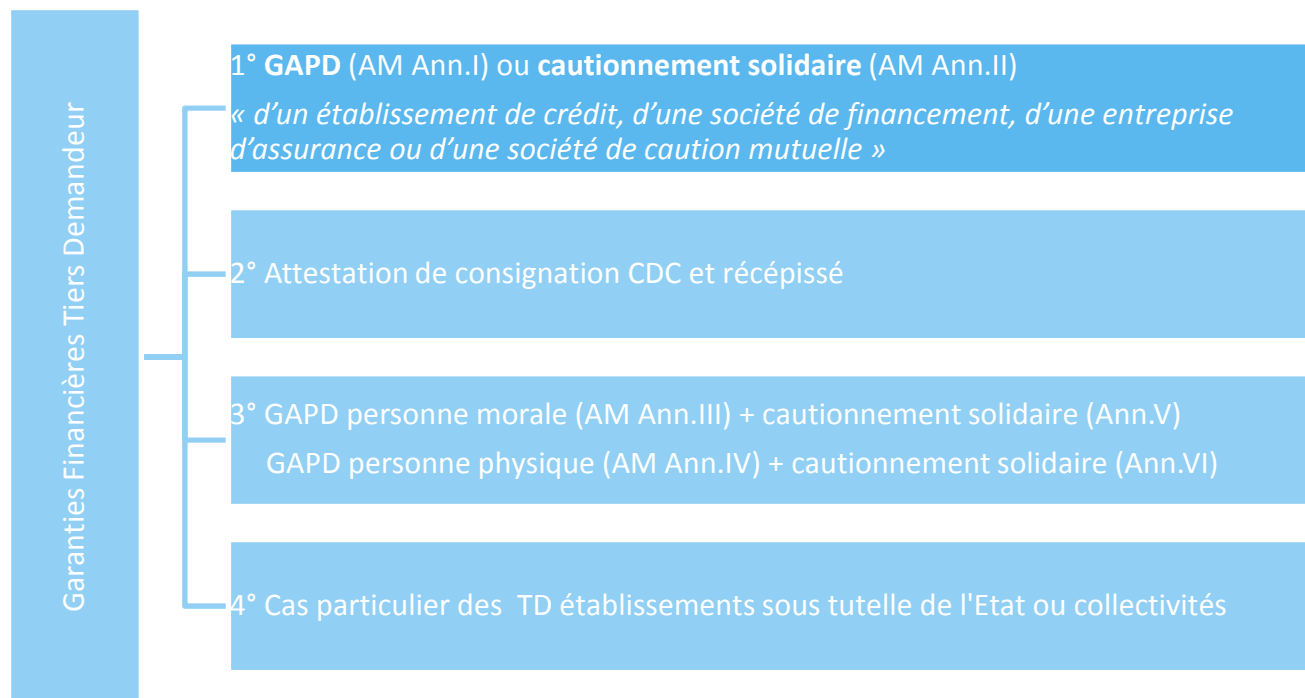 Garanties Financières Tiers Demandeur
1° GAPD (AM Ann.I) ou cautionnement solidaire (AM Ann.II)
« d’un établissement de crédit, d’une société de financement, d’une entreprise
d’assurance ou d’une société de caution mutuelle »
2° Attestation de consignation CDC et récépissé
3° GAPD personne morale (AM Ann.III) + cautionnement solidaire (Ann.V)
GAPD personne physique (AM Ann.IV) + cautionnement solidaire (Ann.VI)
4° Cas particulier des  TD établissements sous tutelle de l'Etat ou collectivités